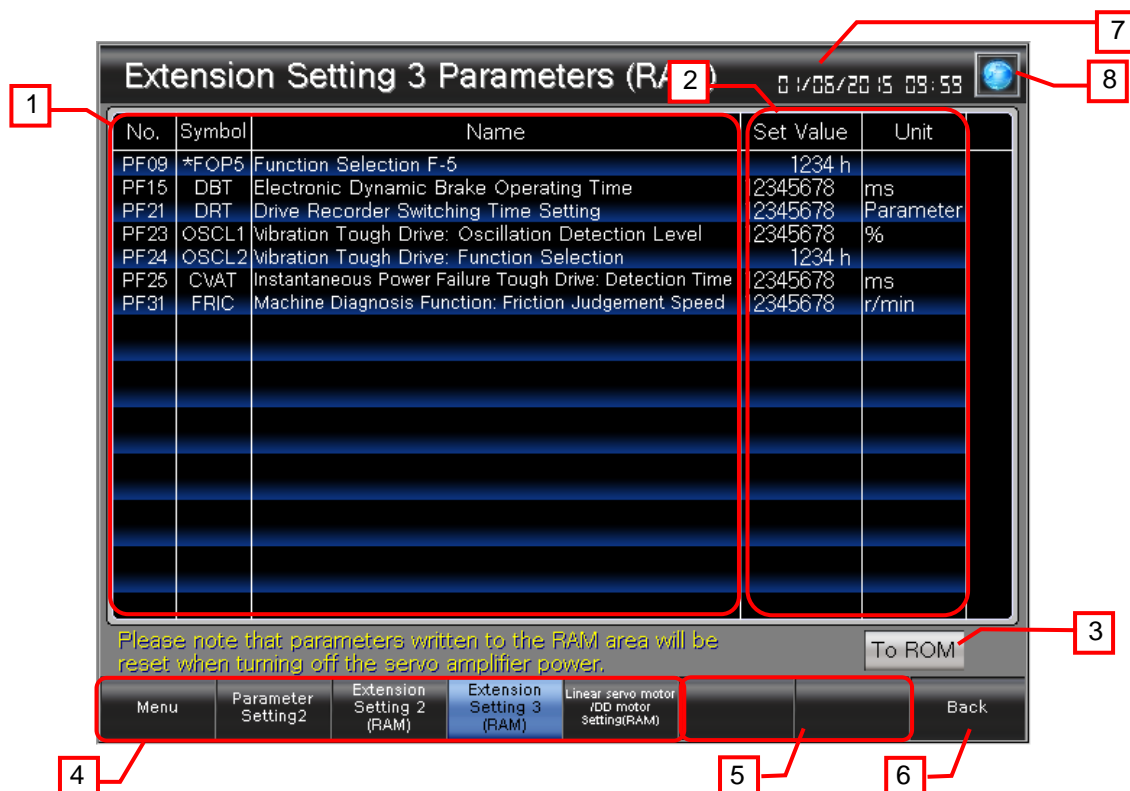 7
Extension Setting 3 Parameters (RA
2
01/06/2015 09:59
8
1
No. Symbol Name Set Value Unit
PF09 *FOP5 Function Selection F-5 1234 h
PF15 DBT Electronic Dynamic Brake Operating Time 12345678 ms
PF21 DRT Drive Recorder Switching Time Setting 12345678 Parameter
PF23 OSCL1 Vibration Tough Drive: Oscillation Detection Level 12345678 %
PF24 OSCL2 Vibration Tough Drive: Function Selection 1234 h
PF25 CVAT Instantaneous Power Failure Tough Drive: Detection Time 12345678 ms
PF31 FRIC Machine Diagnosis Function: Friction Judgement Speed 12345678 r/min
Please note that parameters written to the RAM area will be
reset when turning off the servo amplifier power.
To ROM
3
Menu
Parameter
Setting2
Extension
Setting 2
(RAM)
Extension
Setting 3
(RAM)
Linear servo motor
/DD motor
Setting(RAM)
Back
4
5
6